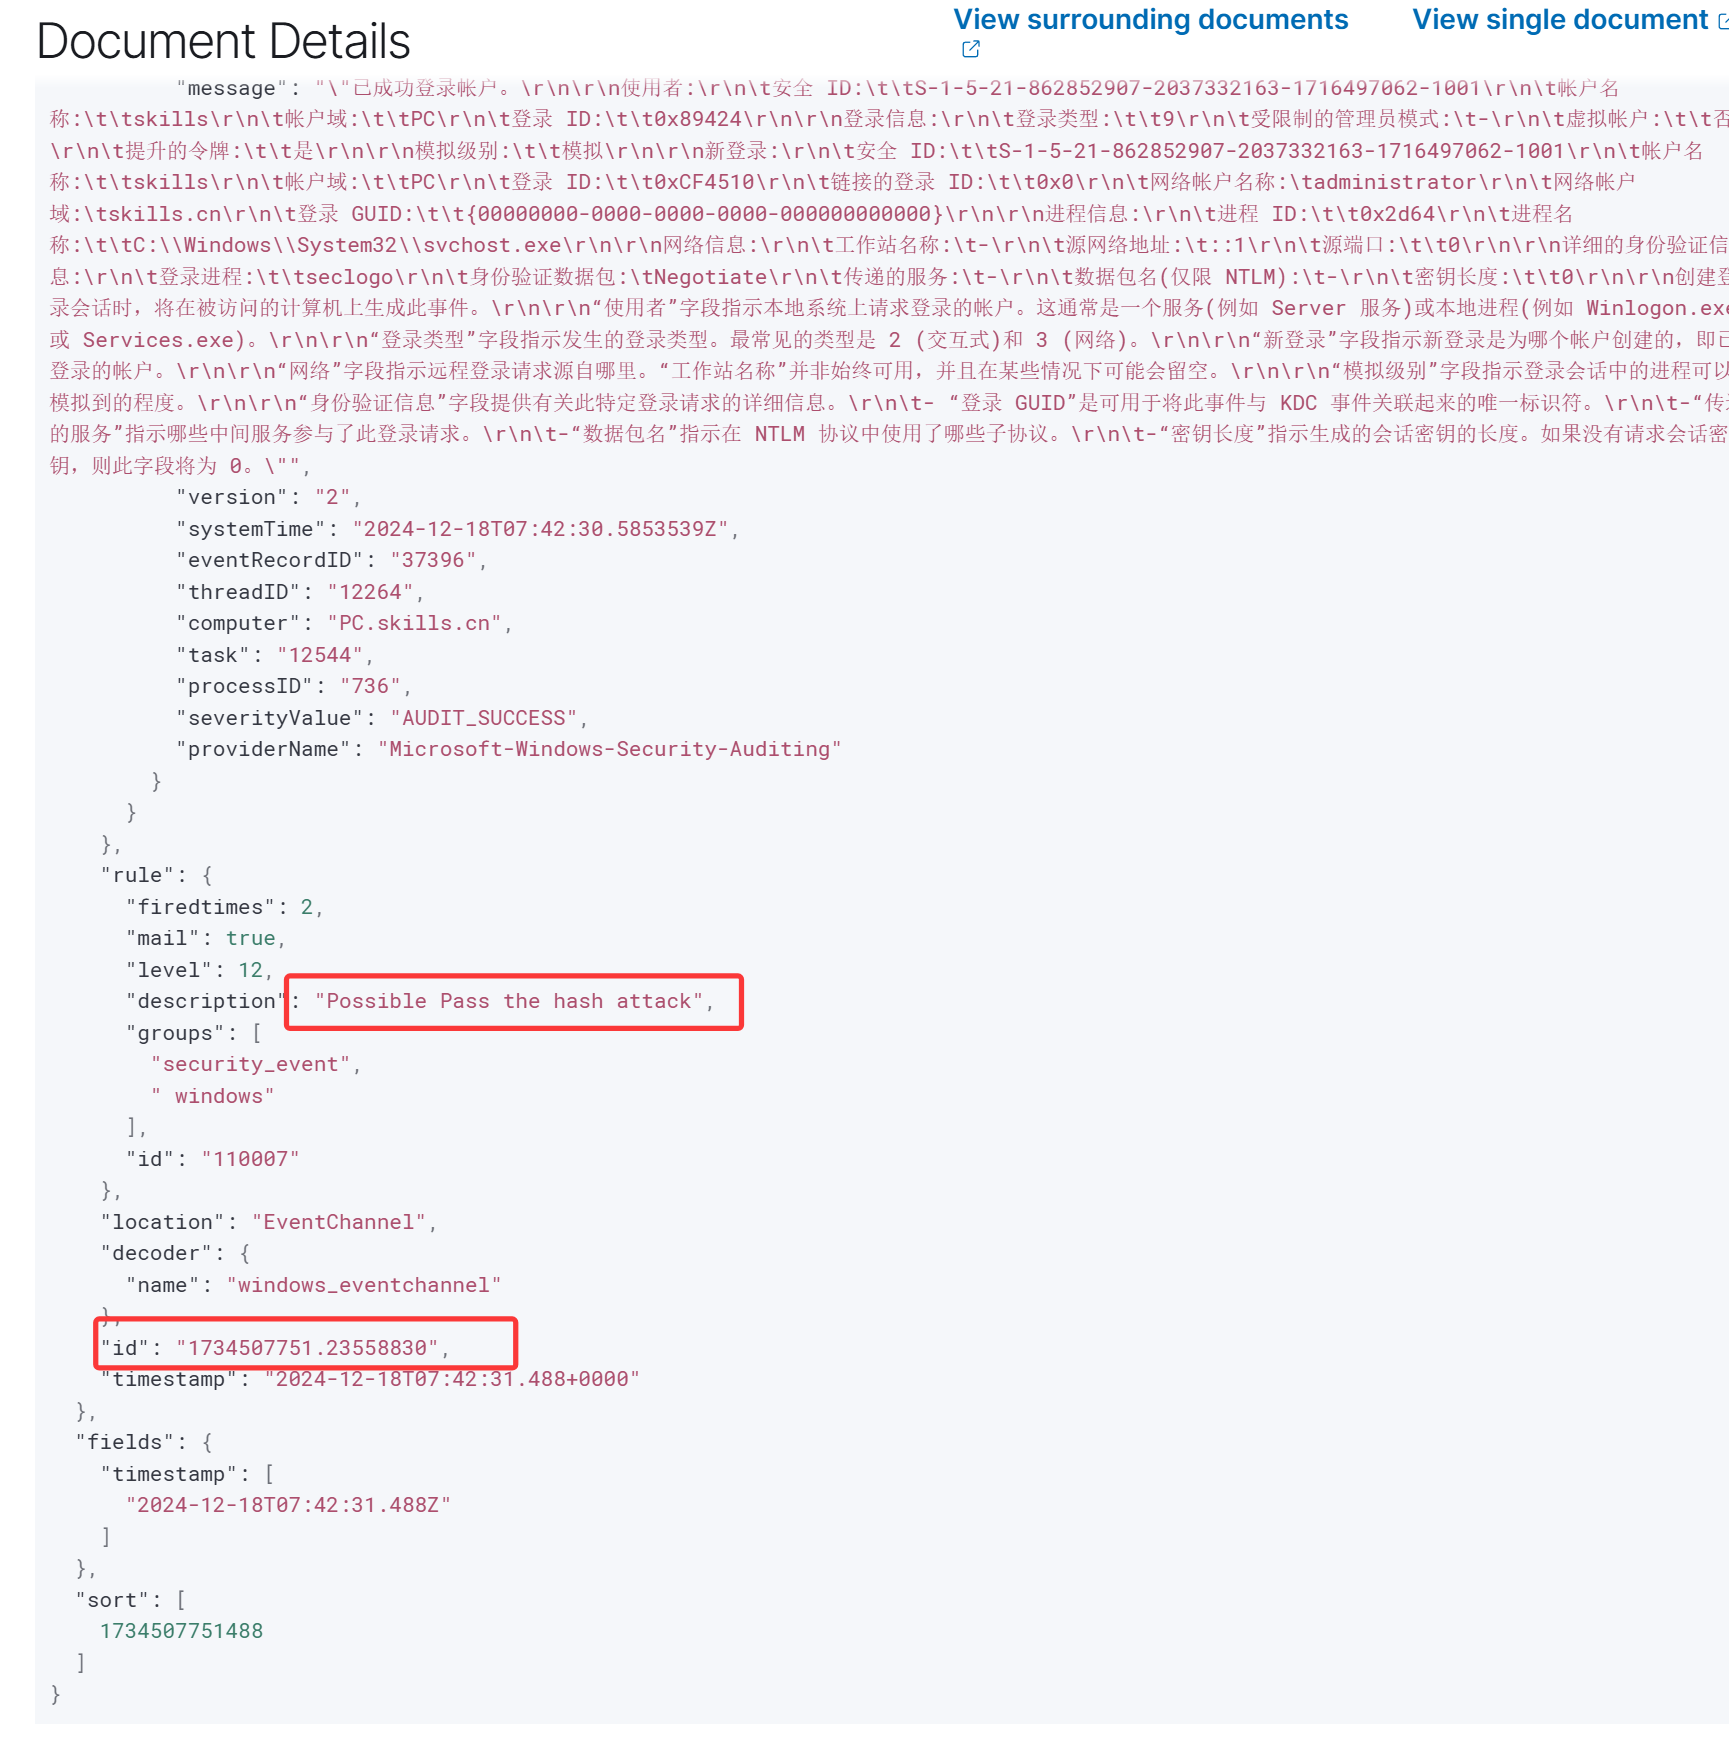 Document Details
View surrounding documents
View single document
"message": "\"已成功登录帐户。\r\n\r\n使用者:\r\n\t安全 ID:\t\tS-1-5-21-862852907-2037332163-1716497062-1001\r\n\t帐户名
称:\t\tskills\r\n\t帐户域:\t\tPC\r\n\t登录 ID:\t\t0x89424\r\n\r\n登录信息:\r\n\t登录类型:\t\t9\r\n\t受限制的管理员模式:\t-\r\n\t虚拟帐户:\t\t否
\r\n\t提升的令牌:\t\t是\r\n\r\n模拟级别:\t\t模拟\r\n\r\n新登录:\r\n\t安全 ID:\t\tS-1-5-21-862852907-2037332163-1716497062-1001\r\n\t帐户名
称:\t\tskills\r\n\t帐户域:\t\tPC\r\n\t登录 ID:\t\t0xCF4510\r\n\t链接的登录 ID:\t\t0x0\r\n\t网络帐户名称:\tadministrator\r\n\t网络帐户
域:\tskills.cn\r\n\t登录 GUID:\t\t{00000000-0000-0000-0000-000000000000}\r\n\r\n进程信息:\r\n\t进程 ID:\t\t0x2d64\r\n\t进程名
称:\t\tC:\\Windows\\System32\\svchost.exe\r\n\r\n网络信息:\r\n\t工作站名称:\t-\r\n\t源网络地址:\t::1\r\n\t源端口:\t\t0\r\n\r\n详细的身份验证信
息:\r\n\t登录进程:\t\tseclogo\r\n\t身份验证数据包:\tNegotiate\r\n\t传递的服务:\t-\r\n\t数据包名(仅限 NTLM):\t-\r\n\t密钥长度:\t\t0\r\n\r\n创建登
录会话时，将在被访问的计算机上生成此事件。\r\n\r\n“使用者”字段指示本地系统上请求登录的帐户。这通常是一个服务(例如 Server 服务)或本地进程(例如 Winlogon.exe
或 Services.exe)。\r\n\r\n“登录类型”字段指示发生的登录类型。最常见的类型是 2 (交互式)和 3 (网络)。\r\n\r\n“新登录”字段指示新登录是为哪个帐户创建的，即已
登录的帐户。\r\n\r\n“网络”字段指示远程登录请求源自哪里。“工作站名称”并非始终可用，并且在某些情况下可能会留空。\r\n\r\n“模拟级别”字段指示登录会话中的进程可以
模拟到的程度。\r\n\r\n“身份验证信息”字段提供有关此特定登录请求的详细信息。\r\n\t- “登录 GUID”是可用于将此事件与 KDC 事件关联起来的唯一标识符。\r\n\t-“传递
的服务”指示哪些中间服务参与了此登录请求。\r\n\t-“数据包名”指示在 NTLM 协议中使用了哪些子协议。\r\n\t-“密钥长度”指示生成的会话密钥的长度。如果没有请求会话密
钥，则此字段将为 0。\"",
"version": "2",
"systemTime": "2024-12-18T07:42:30.5853539Z",
"eventRecordID": "37396",
"threadID": "12264",
"computer": "PC.skills.cn",
"task": "12544",
"processID": "736",
"severityValue": "AUDIT_SUCCESS",
"providerName": "Microsoft-Windows-Security-Auditing"
}
}
},
"rule": {
"firedtimes": 2,
"mail": true,
"level": 12,
"description": "Possible Pass the hash attack",
"groups": [
"security_event",
" windows"
],
"id": "110007"
},
"location": "EventChannel",
"decoder": {
"name": "windows_eventchannel"
},
"id": "1734507751.23558830",
"timestamp": "2024-12-18T07:42:31.488+0000"
},
"fields": {
"timestamp": [
"2024-12-18T07:42:31.488Z"
]
},
"sort": [
1734507751488
]
}